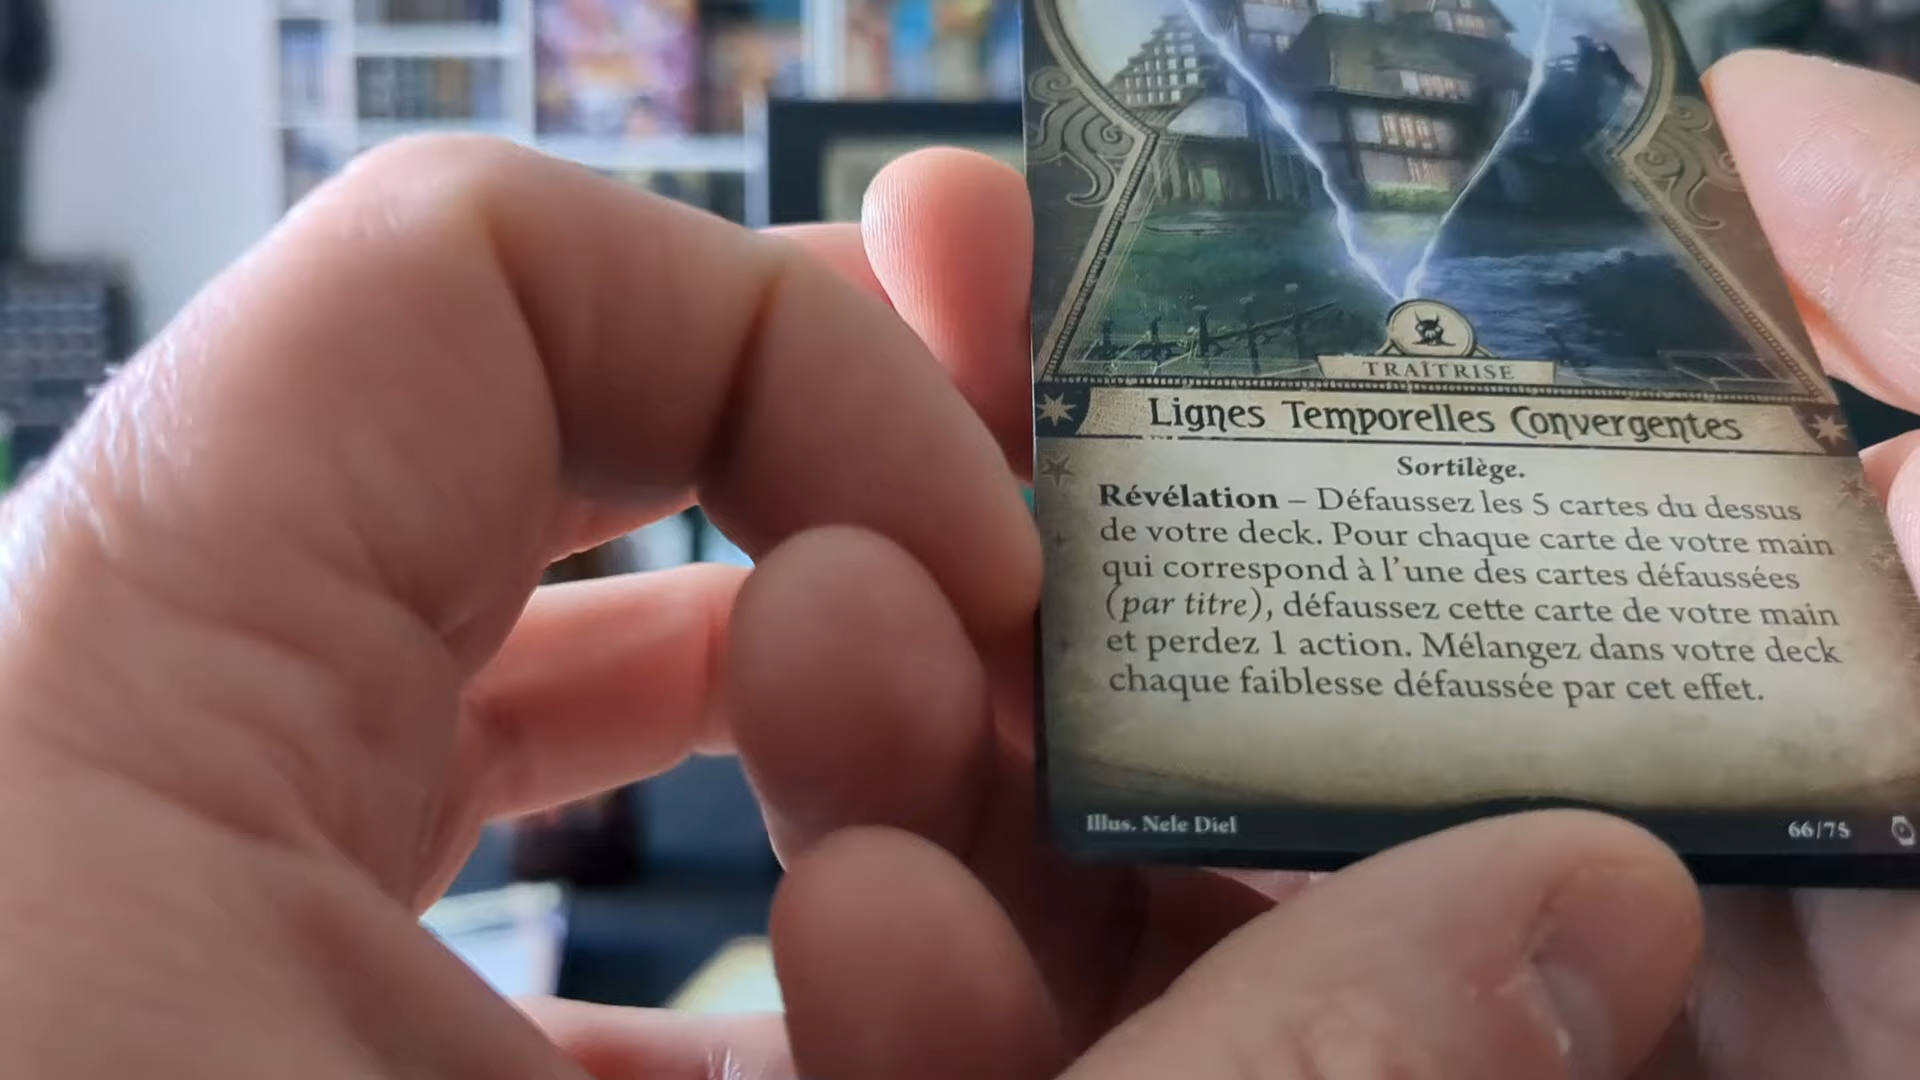 TRAÎTRISE
Lignes Temporelles Convergentes
Sortilège.
Révélation – Défaussez les 5 cartes du dessus
de votre deck. Pour chaque carte de votre main
qui correspond à l'une des cartes défaussées
(par titre), défaussez cette carte de votre main
et perdez 1 action. Mélangez dans votre deck
chaque faiblesse défaussée par cet effet.
Illus. Nele Diel
66/75